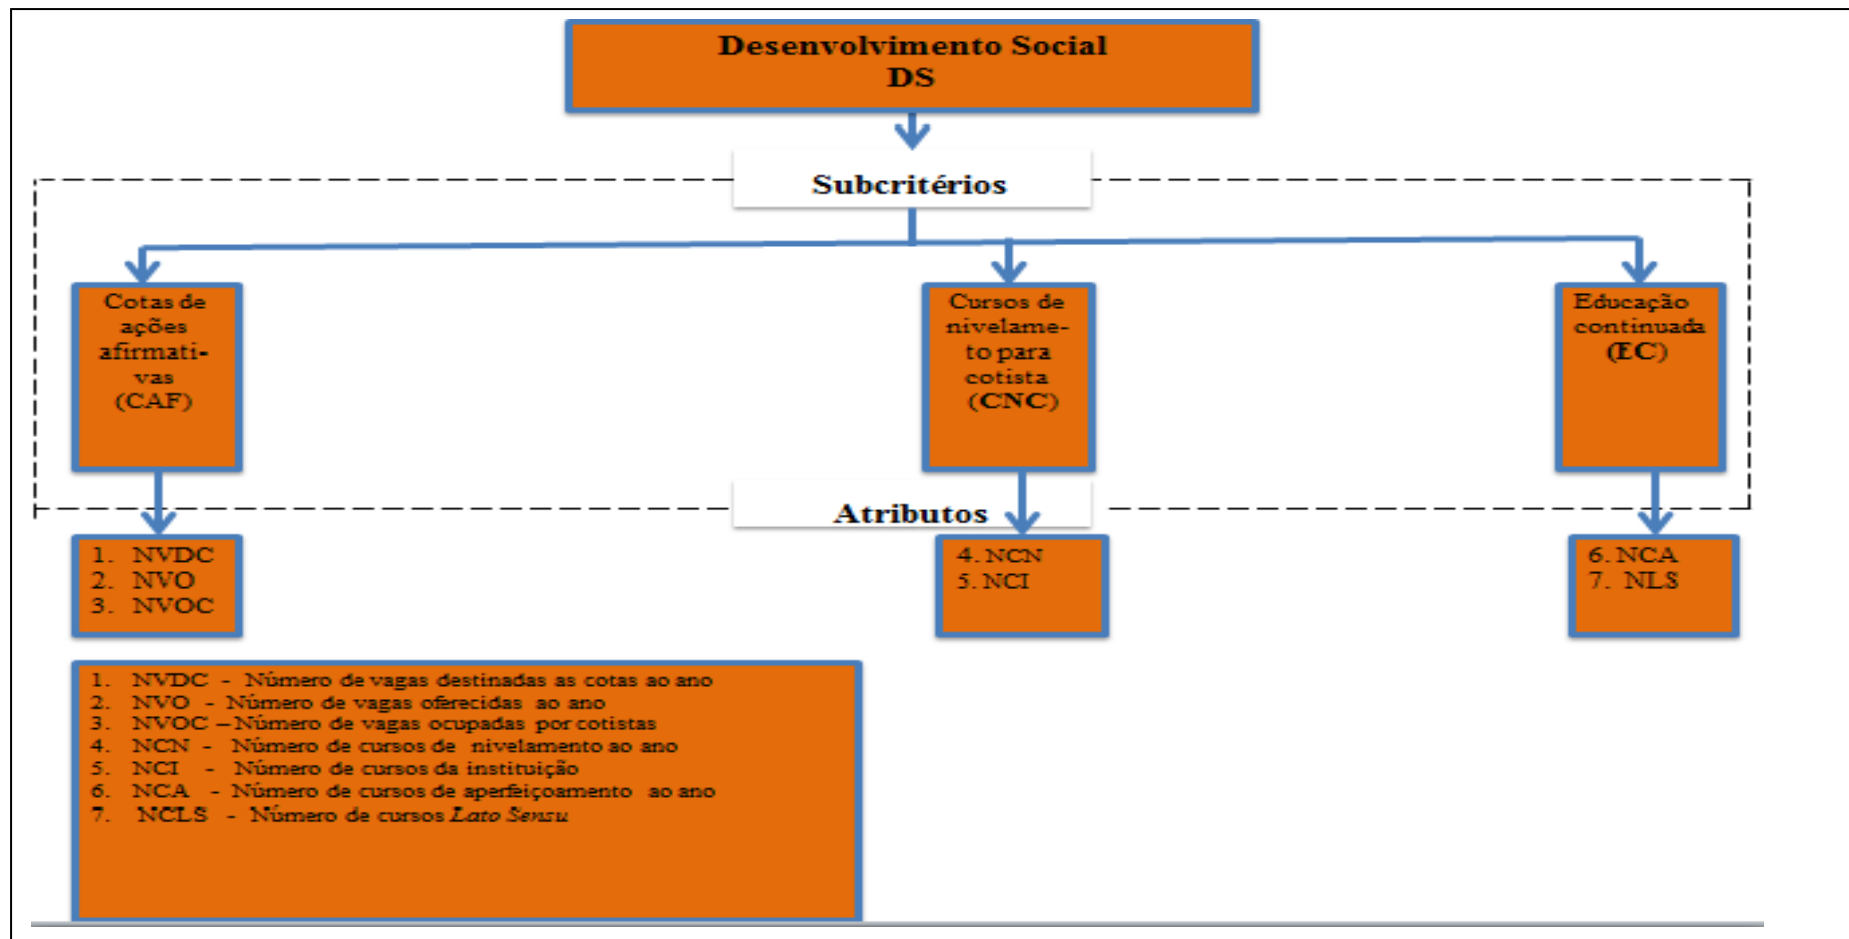 Desenvolvimento Social
DS
Subcritérios
Cotas de
ações
afirmati-
vas
(CAF)
Cursos de
nivelame-
to para
cotista
(CNC)
Educação
continuada
(EC)
Atributos
1. NVDC
2. NVO
3. NVOC
4. NCN
5. NCI
6. NCA
7. NLS
1. NVDC - Número de vagas destinadas as cotas ao ano
2. NVO - Número de vagas oferecidas ao ano
3. NVOC – Número de vagas ocupadas por cotistas
4. NCN - Número de cursos de nivelamento ao ano
5. NCI - Número de cursos da instituição
6. NCA - Número de cursos de aperfeiçoamento ao ano
7. NCLS - Número de cursos Lato Sensu